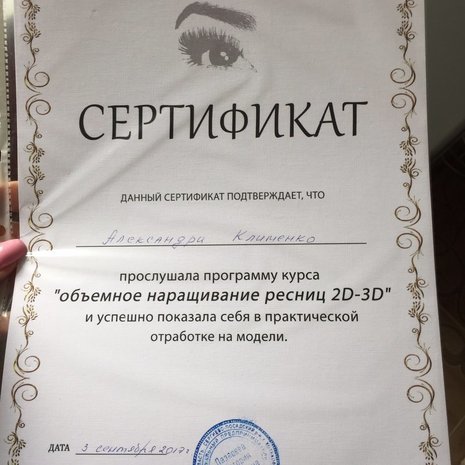 СЕРТИФИКАТ
ДАННЫЙ СЕРТИФИКАТ ПОДТВЕРЖДАЕТ, ЧТО
Александра Клименко
прослушала программу курса
"объемное наращивание ресниц 2D-3D"
и успешно показала себя в практической
отработке на модели.
ДАТА 3 сентября 2017г